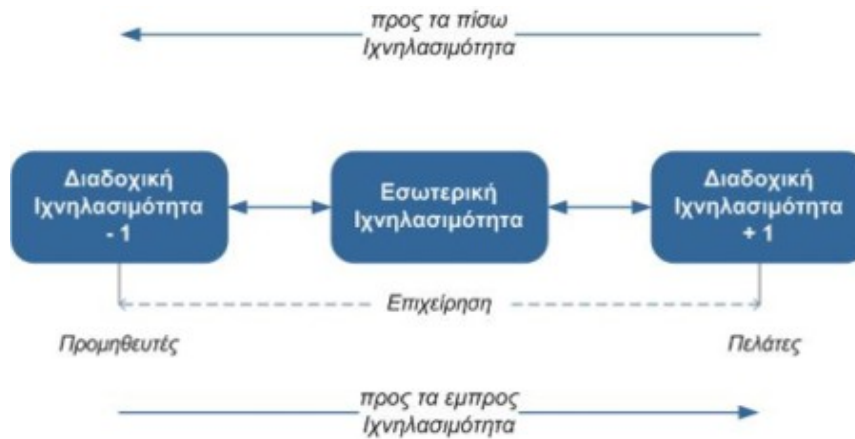 προς τα πίσω
Ιχνηλασιμότητα
Διαδοχική
Ιχνηλασιμότητα
- 1
Εσωτερική
Ιχνηλασιμότητα
Διαδοχική
Ιχνηλασιμότητα
+ 1
Επιχείρηση
Προμηθευτές
Πελάτες
προς τα εμπρος
Ιχνηλασιμότητα